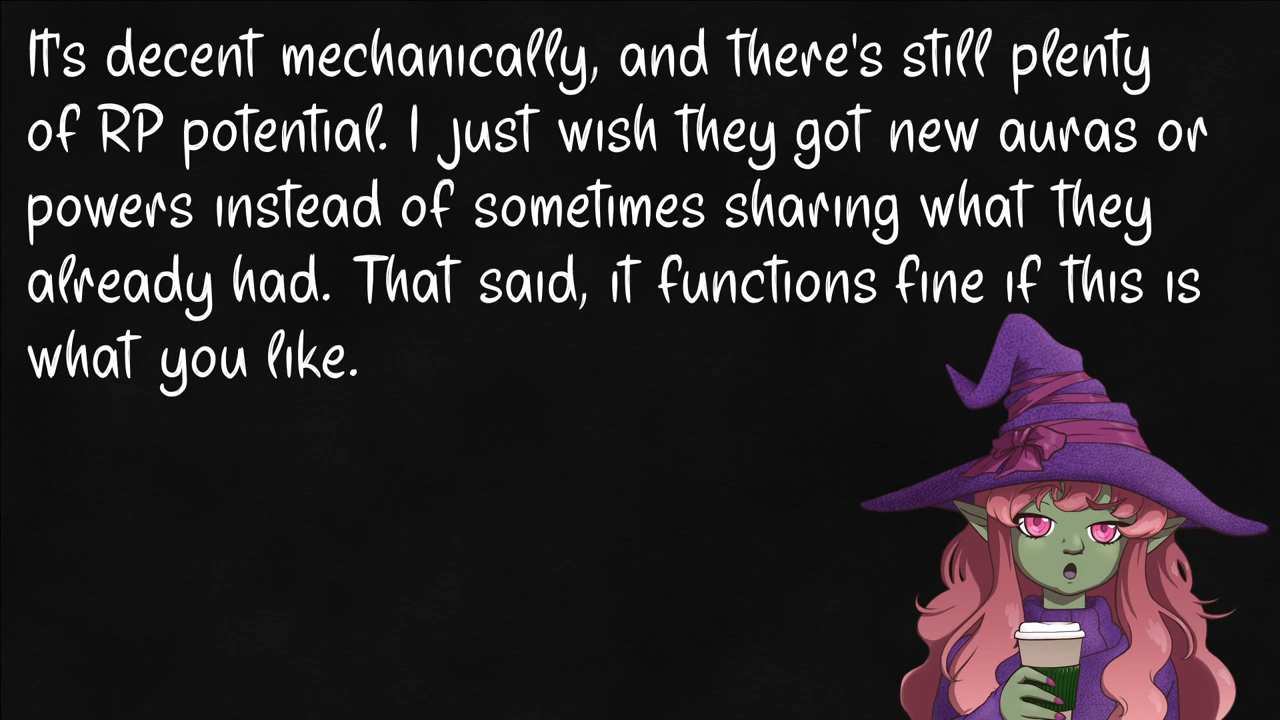 It's decent mechanically, and there's still plenty
of RP potential. I just wish they got new auras or
powers instead of sometimes sharing what they
already had. That said, it functions fine if this is
what you like.